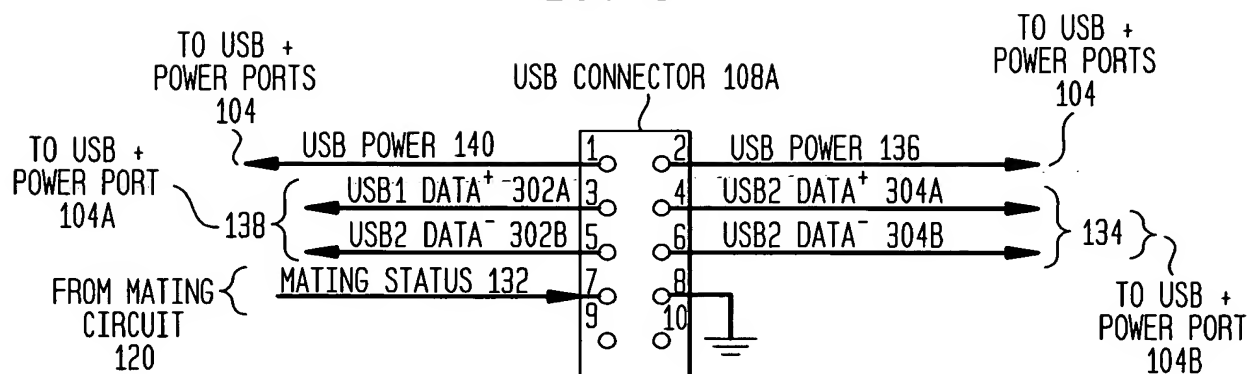 TO USB +
POWER PORTS
104
USB CONNECTOR 108A
TO USB +
POWER PORTS
104
TO USB +
POWER PORT
104A
USB POWER 140
1
2
USB POWER 136
USB1 DATA+ 302A
3
4
USB2 DATA+ 304A
138
USB2 DATA- 302B
5
6
USB2 DATA- 304B
134
FROM MATING
CIRCUIT
120
MATING STATUS 132
7
8
9
10
TO USB +
POWER PORT
104B